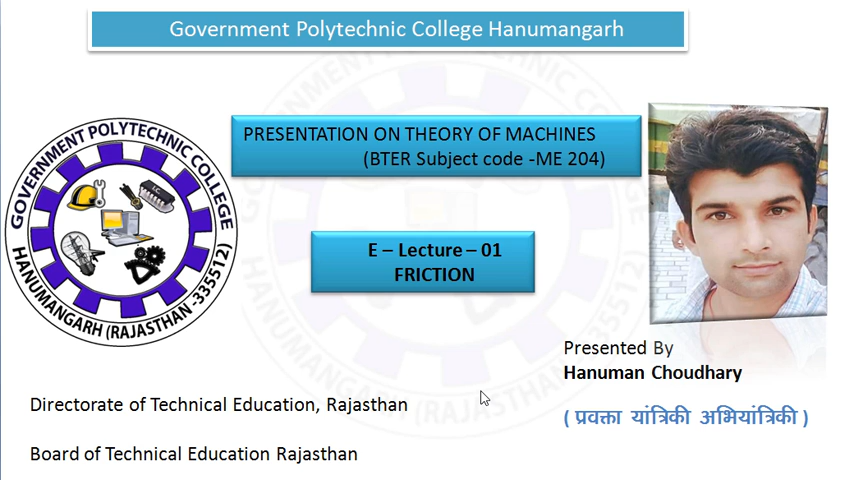 Government Polytechnic College Hanumangarh
PRESENTATION ON THEORY OF MACHINES
(BTER Subject code -ME 204)
GOVERNMENT POLYTECHNIC COLLEGE
HANUMANGARH (RAJASTHAN -335512)
I.C.
E – Lecture – 01
FRICTION
Presented By
Hanuman Choudhary
( प्रवक्ता यांत्रिकी अभियांत्रिकी )
Directorate of Technical Education, Rajasthan
Board of Technical Education Rajasthan